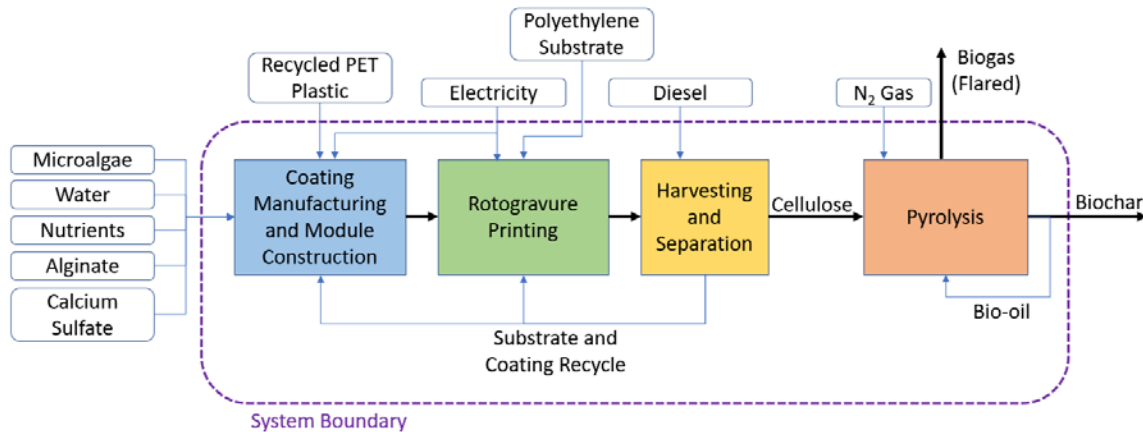 Polyethylene
Substrate
Recycled PET
Plastic
Electricity
Diesel
N₂ Gas
Biogas
(Flared)
Microalgae
Water
Nutrients
Alginate
Calcium
Sulfate
Coating
Manufacturing
and Module
Construction
Rotogravure
Printing
Harvesting
and
Separation
Cellulose
Pyrolysis
Biochar
Bio-oil
Substrate and
Coating Recycle
System Boundary